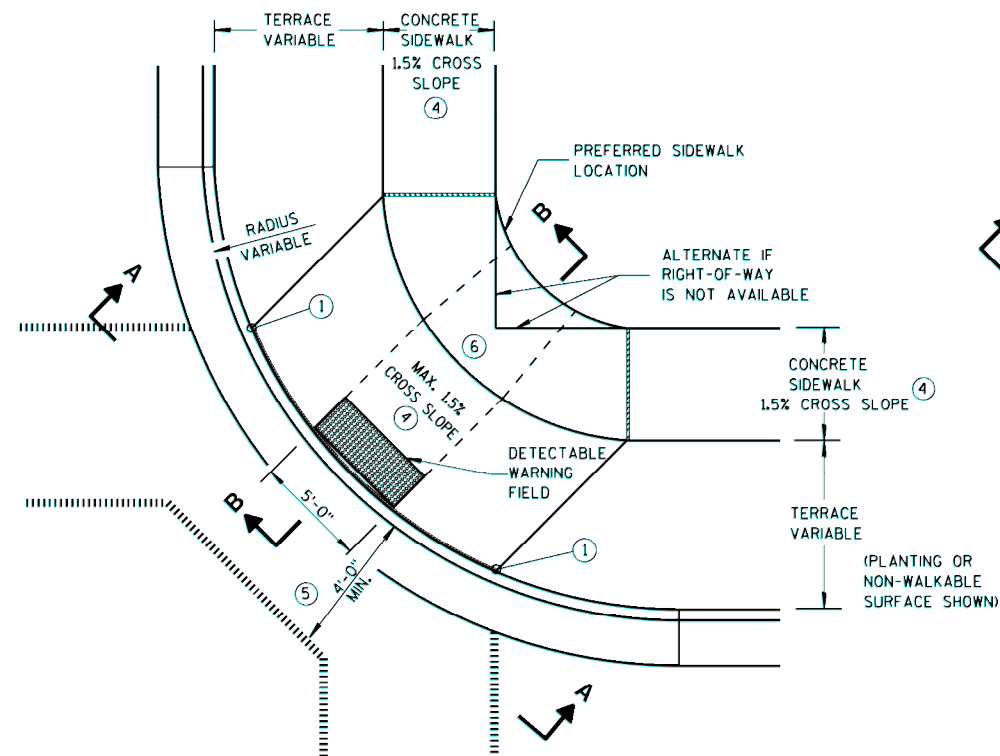 TERRACE
VARIABLE
CONCRETE
SIDEWALK
1.5% CROSS
SLOPE
4
PREFERRED SIDEWALK
LOCATION
B
RADIUS
VARIABLE
ALTERNATE IF
RIGHT-OF-WAY
IS NOT AVAILABLE
A
1
6
MAX. 1.5%
CROSS SLOPE
4
CONCRETE
SIDEWALK
1.5% CROSS SLOPE
4
DETECTABLE
WARNING
FIELD
B
5'-0"
TERRACE
VARIABLE
(PLANTING OR
NON-WALKABLE
SURFACE SHOWN)
1
5
4'-0"
MIN.
A